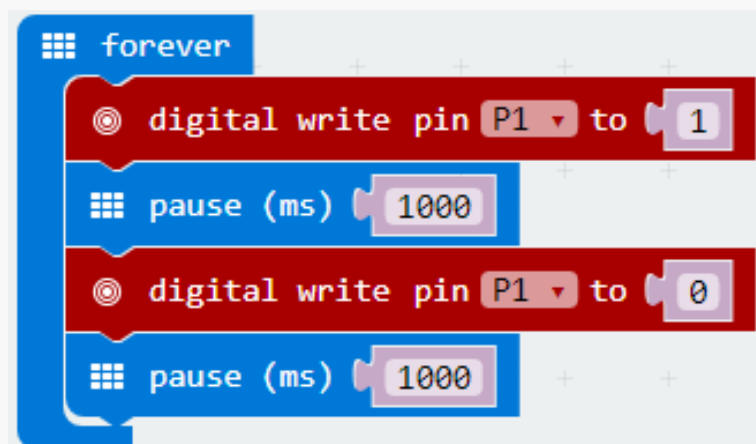 forever
digital write pin P1 to 1
pause (ms) 1000
digital write pin P1 to 0
pause (ms) 1000